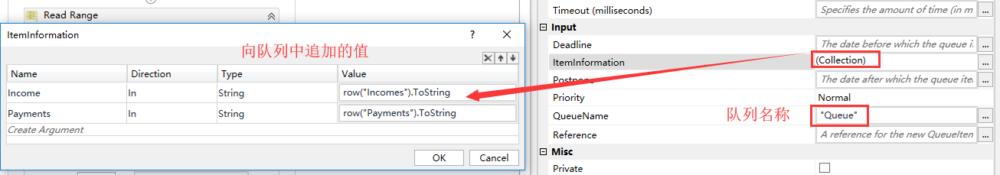 Read Range
ItemInformation
?
向队列中追加的值
Name Direction Type Value
Income In String row("Incomes").ToString
Payments In String row("Payments").ToString
Create Argument
OK Cancel
Timeout (milliseconds) Specifies the amount of time (in m ...
Input
Deadline The date before which the queue it ...
ItemInformation (Collection) ...
Postpone The date after which the queue ite ...
Priority Normal
队列名称
QueueName "Queue" ...
Reference A reference for the new QueueItem ...
Misc
Private